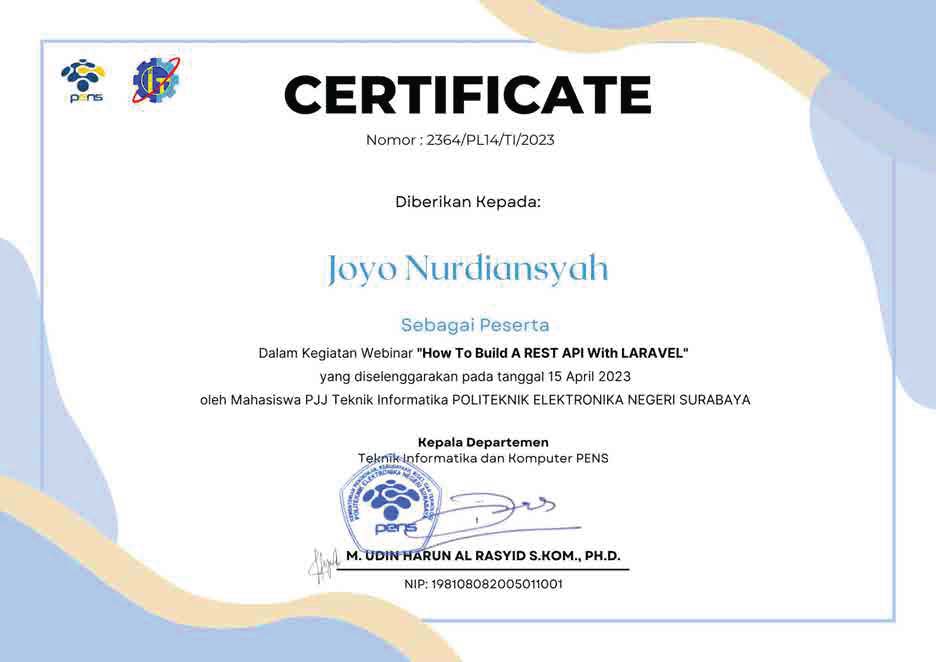 pens
CERTIFICATE
Nomor : 2364/PL14/TI/2023
Diberikan Kepada:
Joyo Nurdiansyah
Sebagai Peserta
Dalam Kegiatan Webinar "How To Build A REST API With LARAVEL"
yang diselenggarakan pada tanggal 15 April 2023
oleh Mahasiswa PJJ Teknik Informatika POLITEKNIK ELEKTRONIKA NEGERI SURABAYA
Kepala Departemen
Teknik Informatika dan Komputer PENS
POLITEKNIK ELEKTRONIKA NEGERI SURABAYA
pens
M. UDIN HARUN AL RASYID S.KOM., PH.D.
NIP: 198108082005011001